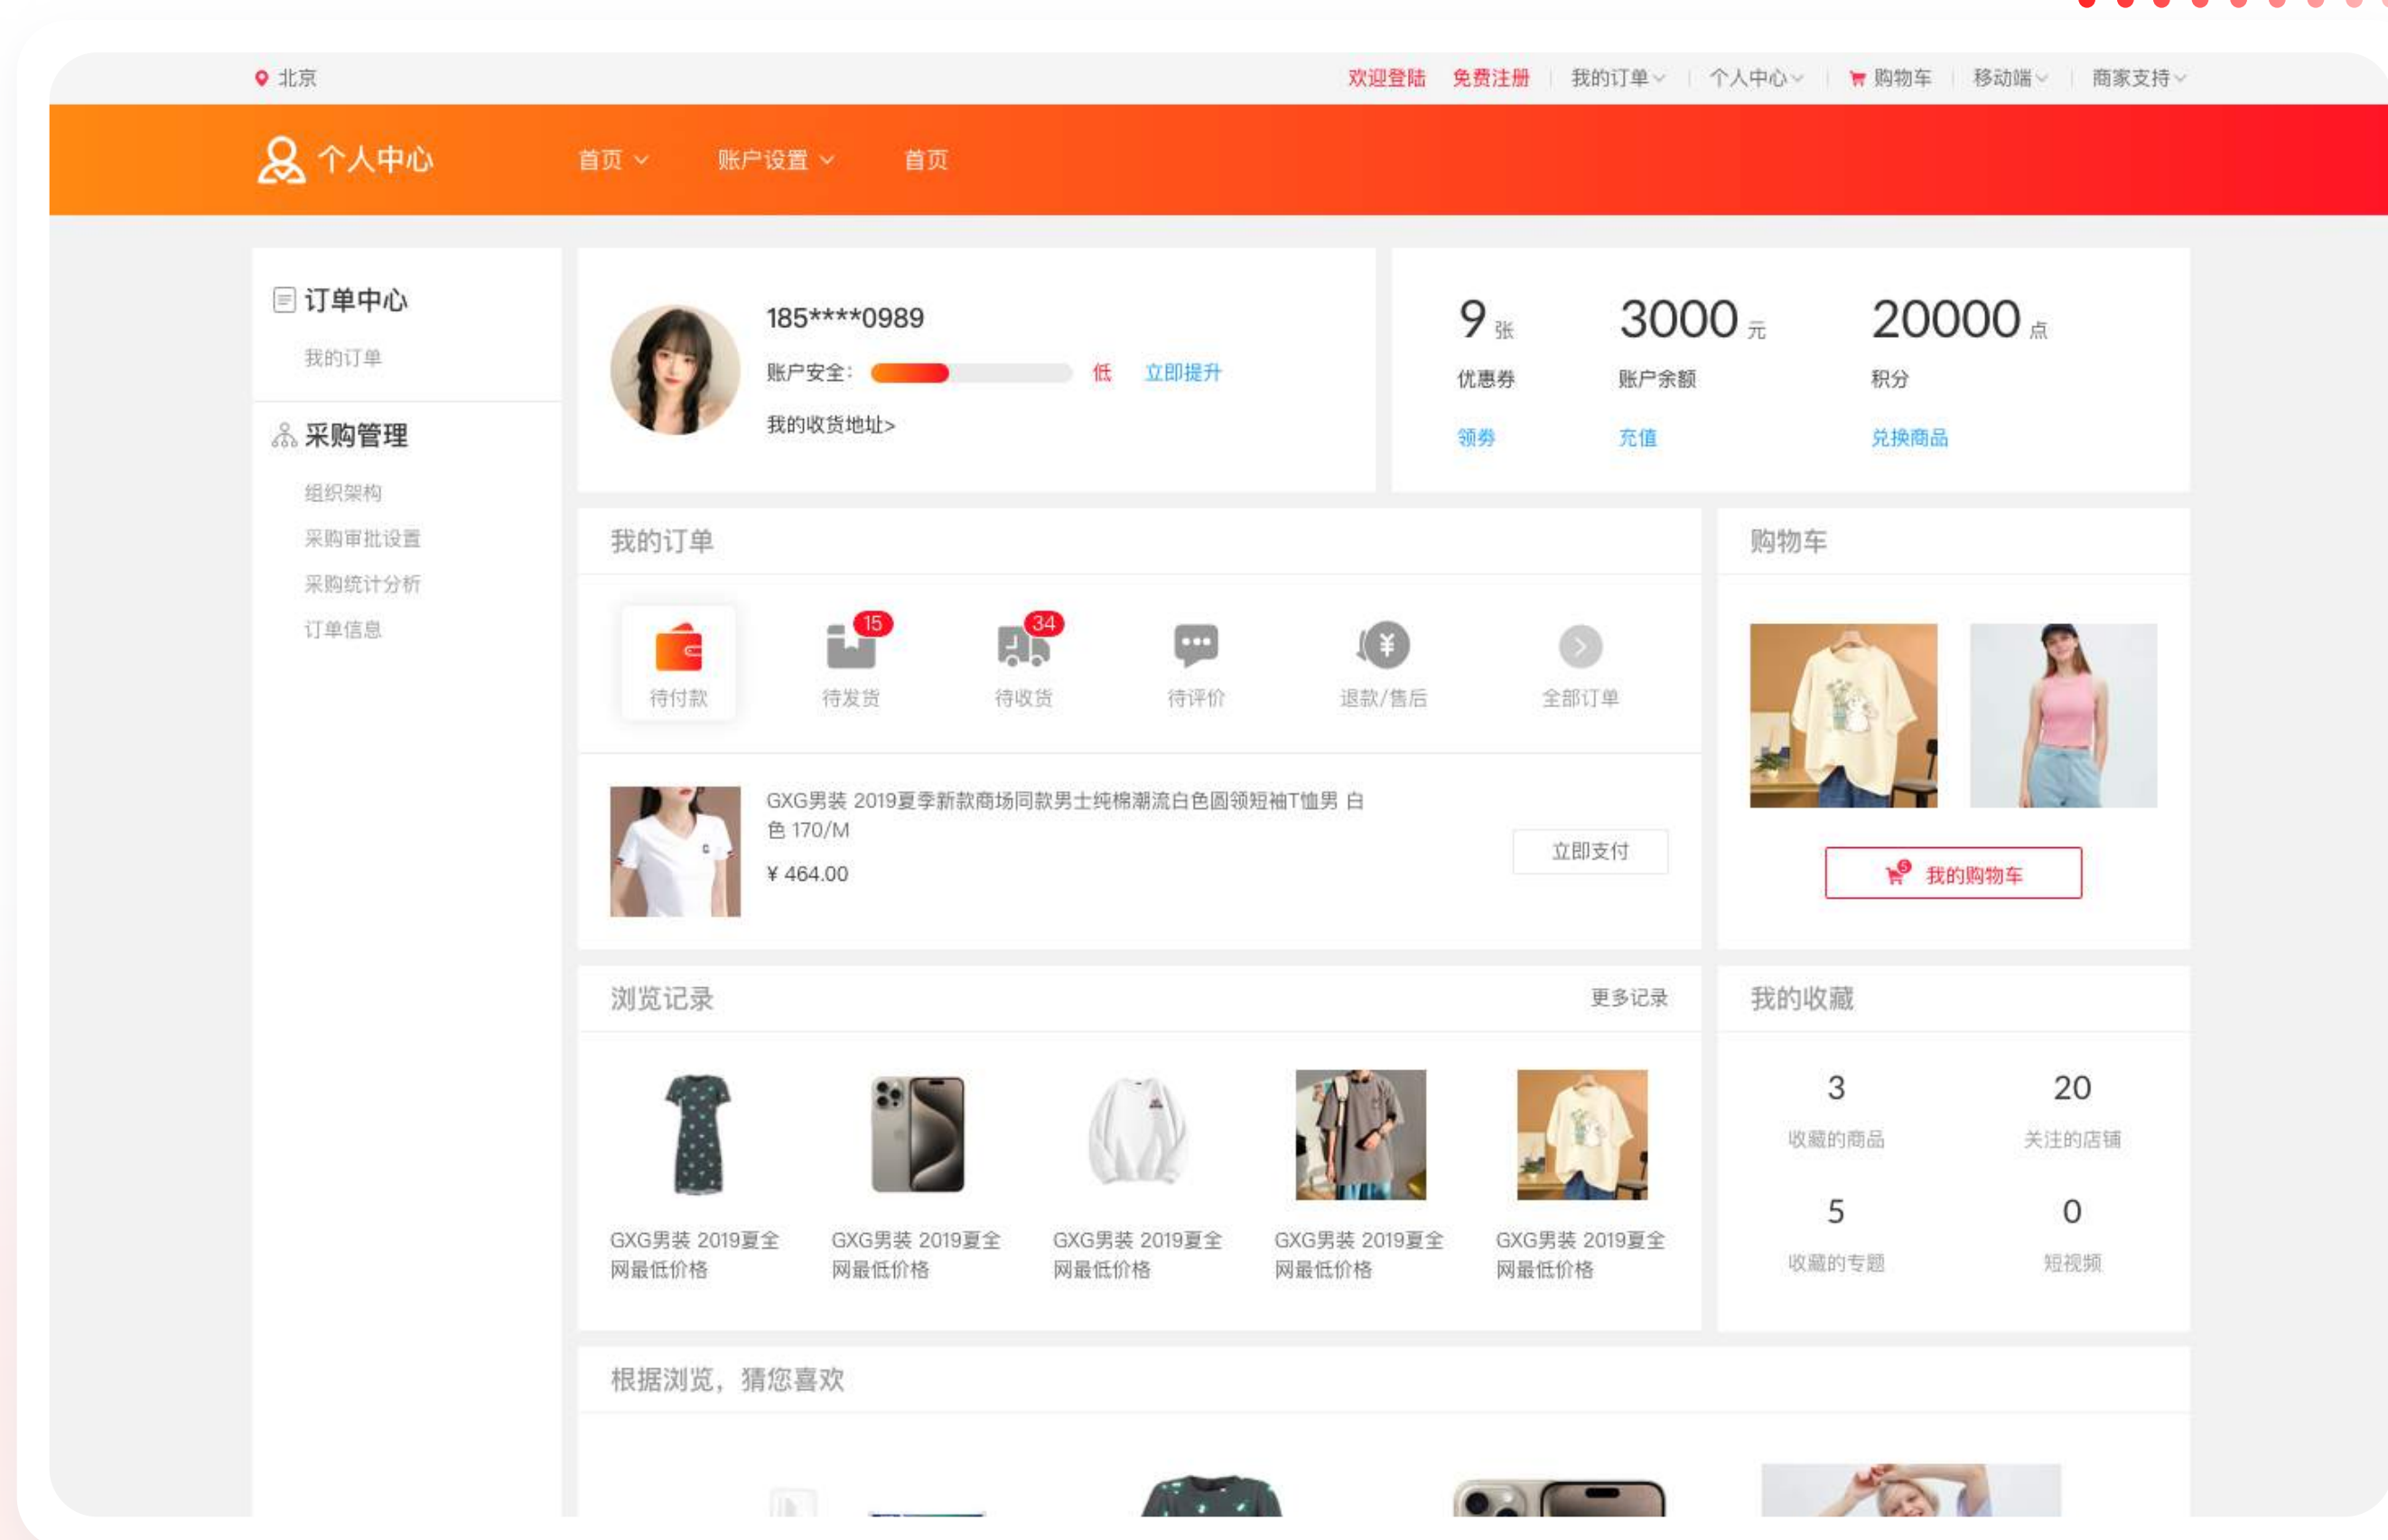 北京
欢迎登陆 免费注册 我的订单 个人中心 购物车 移动端 商家支持
个人中心 首页 账户设置 首页
订单中心
我的订单
采购管理
组织架构
采购审批设置
采购统计分析
订单信息
185****0989
账户安全: 低 立即提升
我的收货地址>
9 张 3000 元 20000 点
优惠券 账户余额 积分
领劵 充值 兑换商品
我的订单
15 34
待付款 待发货 待收货 待评价 退款/售后 全部订单
GXG男装 2019夏季新款商场同款男士纯棉潮流白色圆领短袖T恤男 白
色 170/M
¥ 464.00
立即支付
购物车
5 我的购物车
浏览记录 更多记录
GXG男装 2019夏全 GXG男装 2019夏全 GXG男装 2019夏全 GXG男装 2019夏全 GXG男装 2019夏全
网最低价格 网最低价格 网最低价格 网最低价格 网最低价格
我的收藏
3 20
收藏的商品 关注的店铺
5 0
收藏的专题 短视频
根据浏览，猜您喜欢